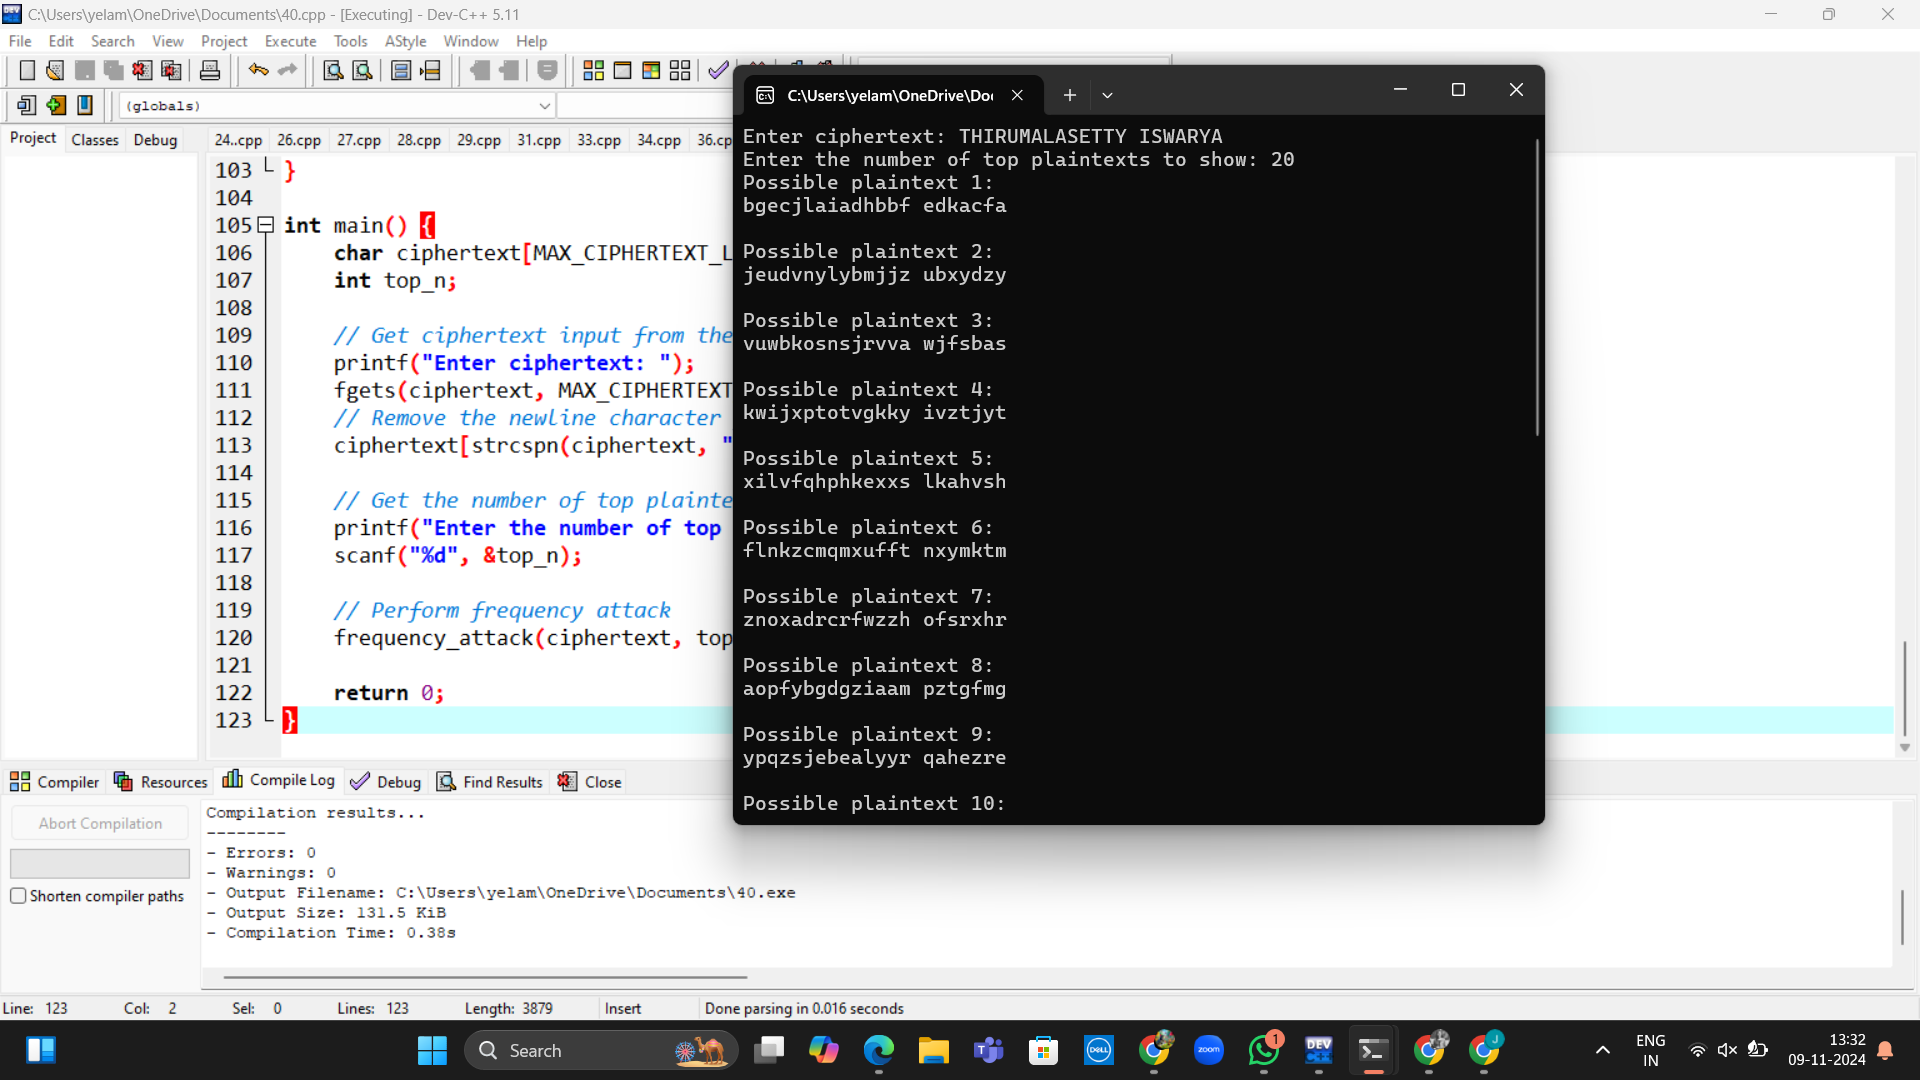 C:\Users\yelam\OneDrive\Documents\40.cpp - [Executing] - Dev-C++ 5.11
File Edit Search View Project Execute Tools AStyle Window Help
(globals)
Project Classes Debug
24..cpp 26.cpp 27.cpp 28.cpp 29.cpp 31.cpp 33.cpp 34.cpp 36.cp
103 }
104
105 int main() {
106 char ciphertext[MAX_CIPHERTEXT_L
107 int top_n;
108
109 // Get ciphertext input from the
110 printf("Enter ciphertext: ");
111 fgets(ciphertext, MAX_CIPHERTEXT
112 // Remove the newline character
113 ciphertext[strcspn(ciphertext, "
114
115 // Get the number of top plainte
116 printf("Enter the number of top
117 scanf("%d", &top_n);
118
119 // Perform frequency attack
120 frequency_attack(ciphertext, top
121
122 return 0;
123 }
C:\Users\yelam\OneDrive\Do
Enter ciphertext: THIRUMALASETTY ISWARYA
Enter the number of top plaintexts to show: 20
Possible plaintext 1:
bgecjlaiadhbbf edkacfa
Possible plaintext 2:
jeudvnylybmjjz ubxydzy
Possible plaintext 3:
vuwbkosnsjrvva wjfsbas
Possible plaintext 4:
kwijxptotvgkky ivztjyt
Possible plaintext 5:
xilvfqhphkexxs lkahvsh
Possible plaintext 6:
flnkzcmqmxufft nxymktm
Possible plaintext 7:
znoxadrcrfwzzh ofsrxhr
Possible plaintext 8:
aopfybgdgziaam pztgfmg
Possible plaintext 9:
ypqzsjebealyyr qahezre
Possible plaintext 10:
Compiler Resources Compile Log Debug Find Results Close
Abort Compilation
Shorten compiler paths
Compilation results...
--------
- Errors: 0
- Warnings: 0
- Output Filename: C:\Users\yelam\OneDrive\Documents\40.exe
- Output Size: 131.5 KiB
- Compilation Time: 0.38s
Line: 123 Col: 2 Sel: 0 Lines: 123 Length: 3879 Insert Done parsing in 0.016 seconds
Search
DELL
zoom
1
DEV
J
ENG
IN
13:32
09-11-2024